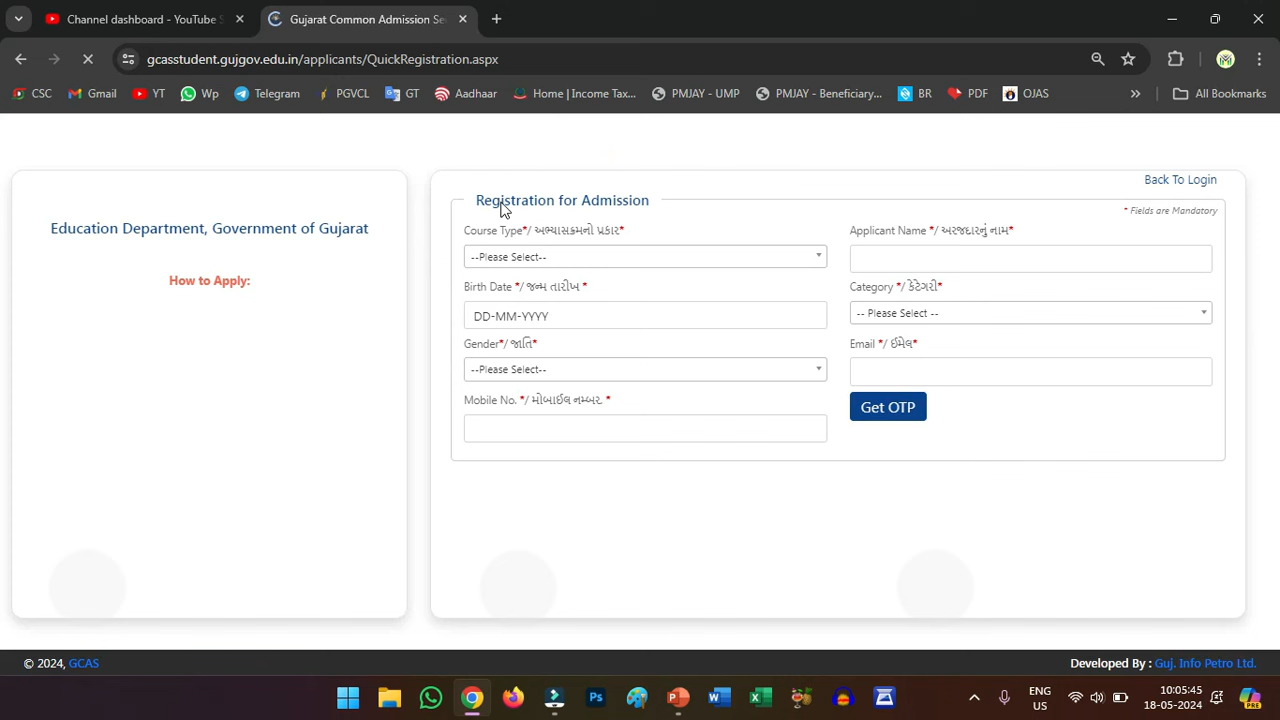 Channel dashboard - YouTube S
Gujarat Common Admission Se
gcasstudent.gujgov.edu.in/applicants/QuickRegistration.aspx
CSC Gmail YT Wp Telegram PGVCL GT Aadhaar Home | Income Tax... PMJAY - UMP PMJAY - Beneficiary... BR PDF OJAS » All Bookmarks
Education Department, Government of Gujarat
How to Apply:
Back To Login
Registration for Admission
* Fields are Mandatory
Course Type*/ અભ્યાસક્રમનો પ્રકાર*
--Please Select--
Applicant Name */ અરજદારનું નામ*
Birth Date */ જન્મ તારીખ *
DD-MM-YYYY
Category */ કેટેગરી*
-- Please Select --
Gender*/ જાતિ*
--Please Select--
Email */ ઈમેલ*
Mobile No. */ મોબાઈલ નમ્બર. *
Get OTP
© 2024, GCAS
Developed By : Guj. Info Petro Ltd.
ENG
US
10:05:45
18-05-2024
PRE